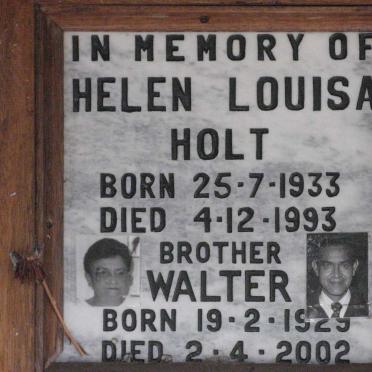 IN MEMORY OF
HELEN LOUISA
HOLT
BORN 25·7·1933
DIED 4·12·1993
BROTHER
WALTER
BORN 19·2·1929
DIED 2·4·2002